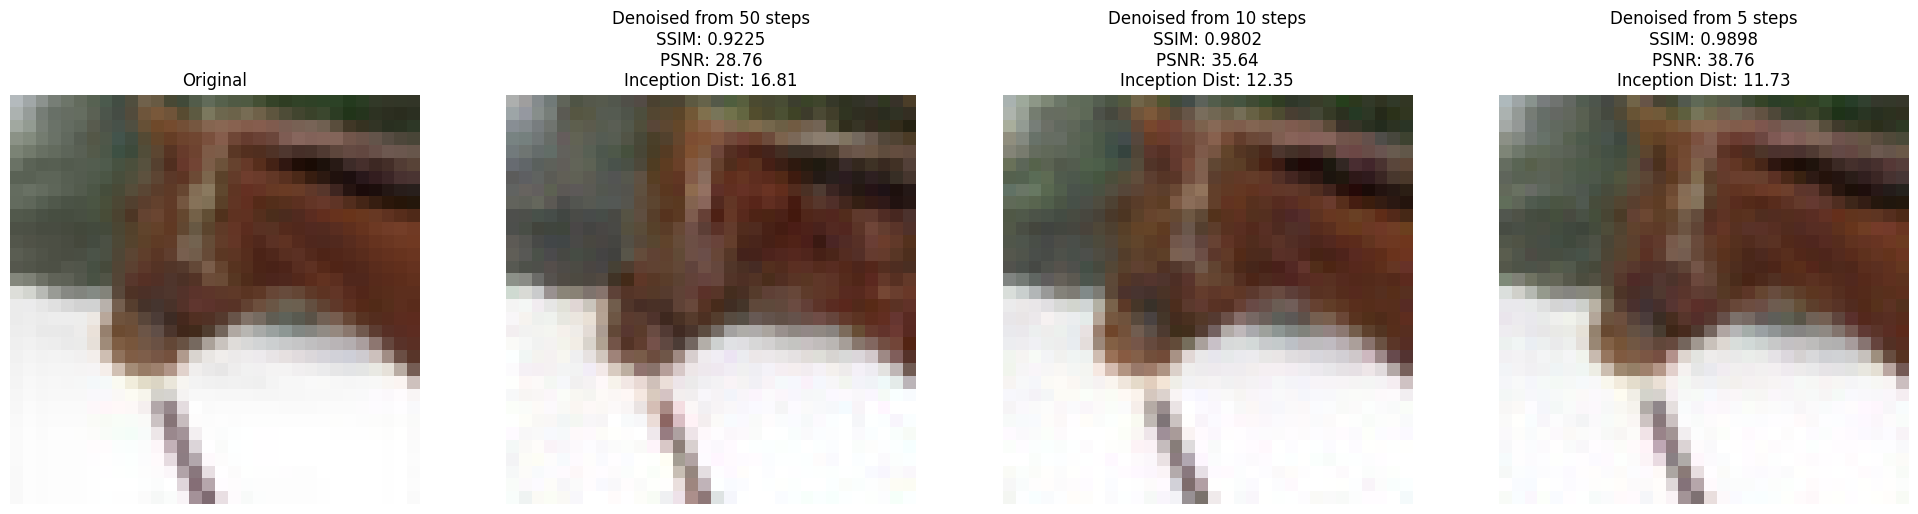 Original
Denoised from 50 steps
SSIM: 0.9225
PSNR: 28.76
Inception Dist: 16.81
Denoised from 10 steps
SSIM: 0.9802
PSNR: 35.64
Inception Dist: 12.35
Denoised from 5 steps
SSIM: 0.9898
PSNR: 38.76
Inception Dist: 11.73